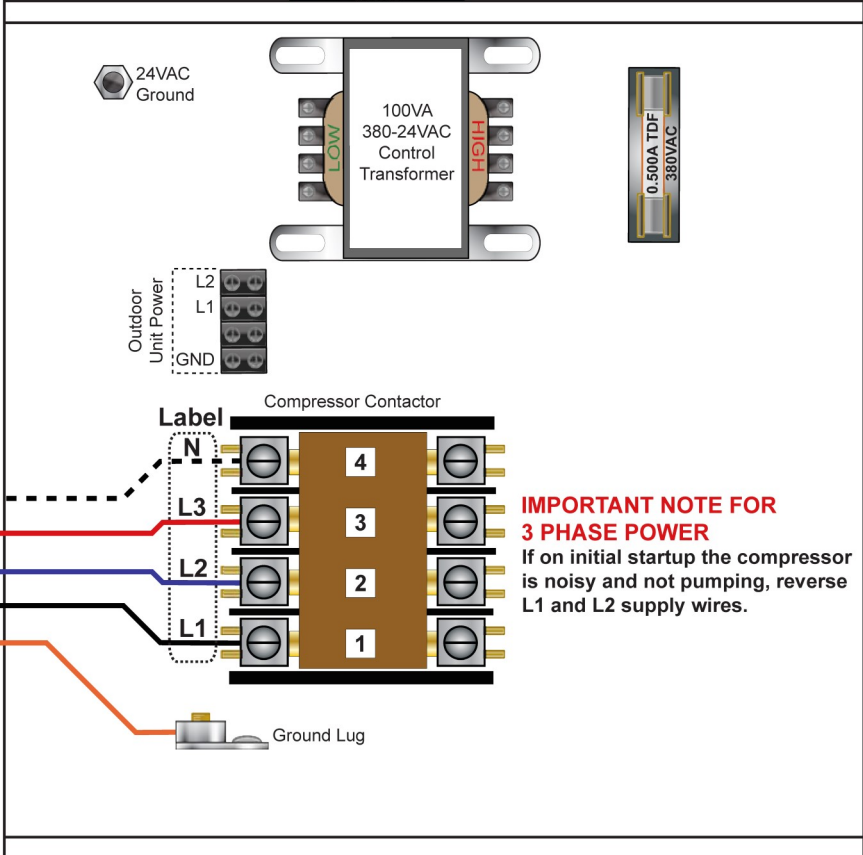 24VAC
Ground
100VA
380-24VAC
Control
Transformer
LOW
HIGH
0.500A TDF
380VAC
Outdoor
Unit Power
L2
L1
GND
Compressor Contactor
Label
N
4
L3
3
L2
2
L1
1
IMPORTANT NOTE FOR
3 PHASE POWER
If on initial startup the compressor
is noisy and not pumping, reverse
L1 and L2 supply wires.
Ground Lug